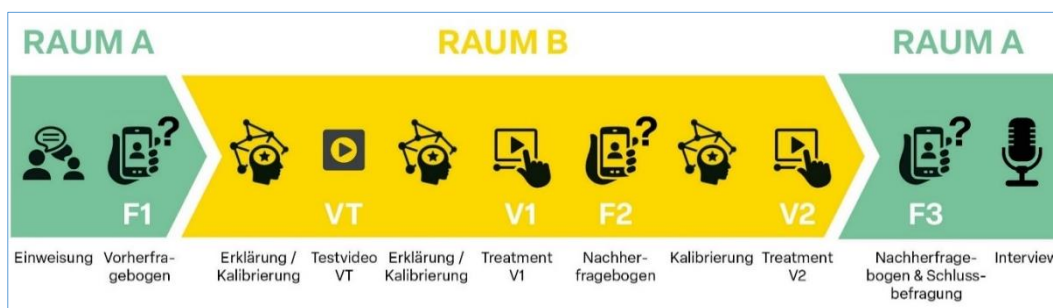 RAUM A
RAUM B
RAUM A
?
?
?
F1
VT
V1
F2
V2
F3
Einweisung
Vorherfra-
gebogen
Erklärung /
Kalibrierung
Testvideo
VT
Erklärung /
Kalibrierung
Treatment
V1
Nachher-
fragebogen
Kalibrierung
Treatment
V2
Nachherfrage-
bogen & Schluss-
befragung
Interview